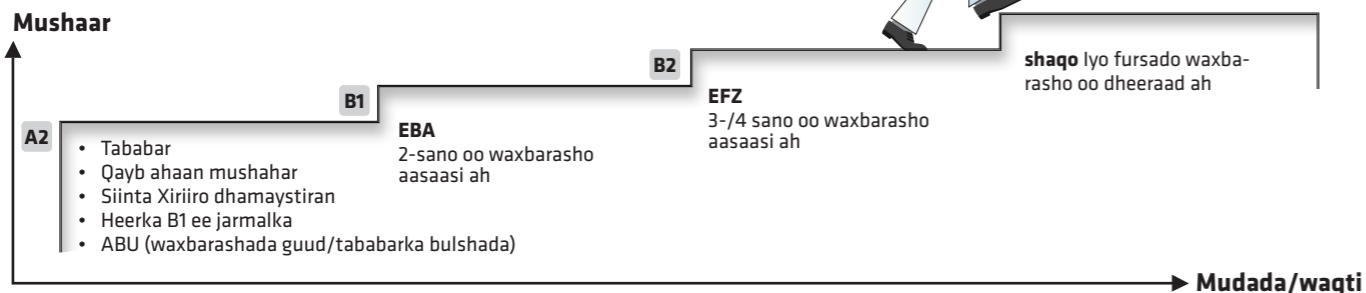 Mushaar
A2
• Tababar
• Qayb ahaan mushahar
• Siinta Xiriiro dhamaystiran
• Heerka B1 ee jarmalka
• ABU (waxbarashada guud/tababarka bulshada)
B1
EBA
2-sano oo waxbarasho
aasaasi ah
B2
EFZ
3-/4 sano oo waxbarasho
aasaasi ah
shaqo Iyo fursado waxba-
rasho oo dheeraad ah
Mudada/waqti